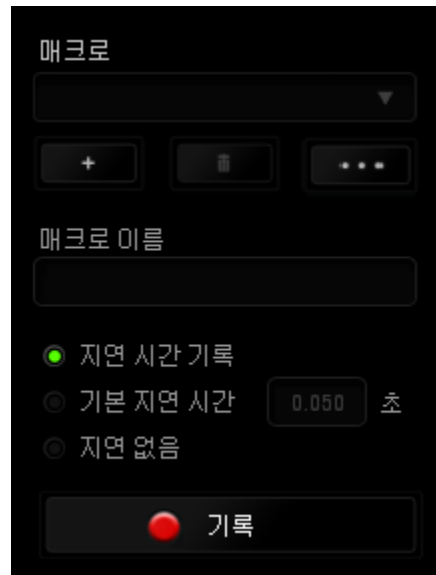 매크로
매크로 이름
지연 시간 기록
기본 지연 시간 0.050 초
지연 없음
기록